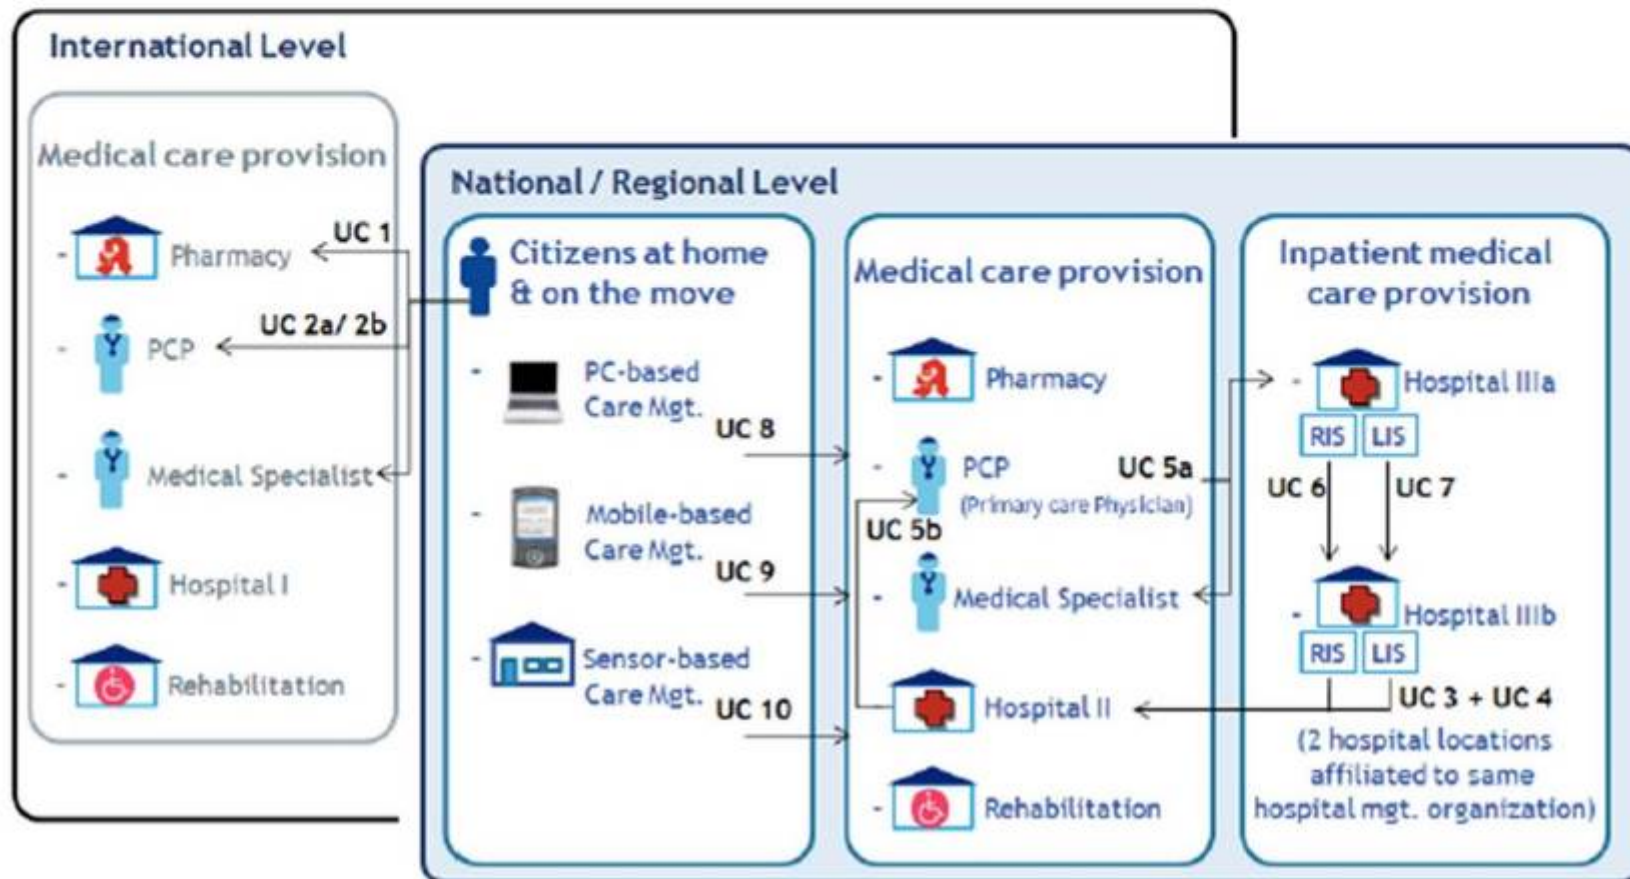 International Level
Medical care provision
- Pharmacy
UC 1
- PCP
UC 2a/ 2b
- Medical Specialist
- Hospital I
- Rehabilitation
National / Regional Level
Citizens at home
& on the move
- PC-based
Care Mgt.
UC 8
- Mobile-based
Care Mgt.
UC 9
- Sensor-based
Care Mgt.
UC 10
Medical care provision
- Pharmacy
- PCP
(Primary care Physician)
UC 5a
UC 5b
- Medical Specialist
- Hospital II
- Rehabilitation
Inpatient medical
care provision
- Hospital IIIa
RIS LIS
UC 6 UC 7
- Hospital IIIb
RIS LIS
UC 3 + UC 4
(2 hospital locations
affiliated to same
hospital mgt. organization)